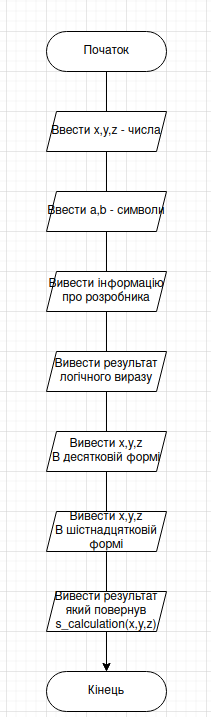 Початок
Ввести x,y,z - числа
Ввести a,b - символи
Вивести інформацію
про розробника
Вивести результат
логічного виразу
Вивести x,y,z
В десятковій формі
Вивести x,y,z
В шістнадцятковій
формі
Вивести результат
який повернув
s_calculation(x,y,z)
Кінець